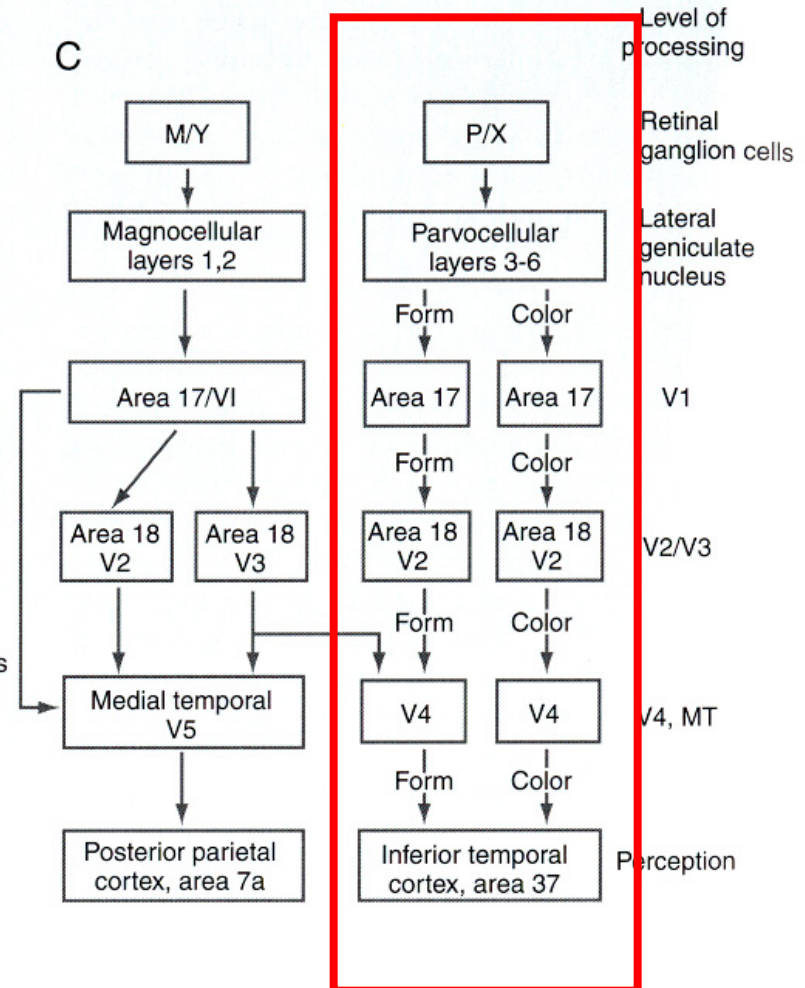 Level of
processing
C
M/Y
P/X
Retinal
ganglion cells
Magnocellular
layers 1,2
Parvocellular
layers 3-6
Lateral
geniculate
nucleus
Form
Color
Area 17/VI
Area 17
Area 17
V1
Form
Color
Area 18
V2
Area 18
V3
Area 18
V2
Area 18
V2
V2/V3
Form
Color
s
Medial temporal
V5
V4
V4
V4, MT
Form
Color
Posterior parietal
cortex, area 7a
Inferior temporal
cortex, area 37
Perception